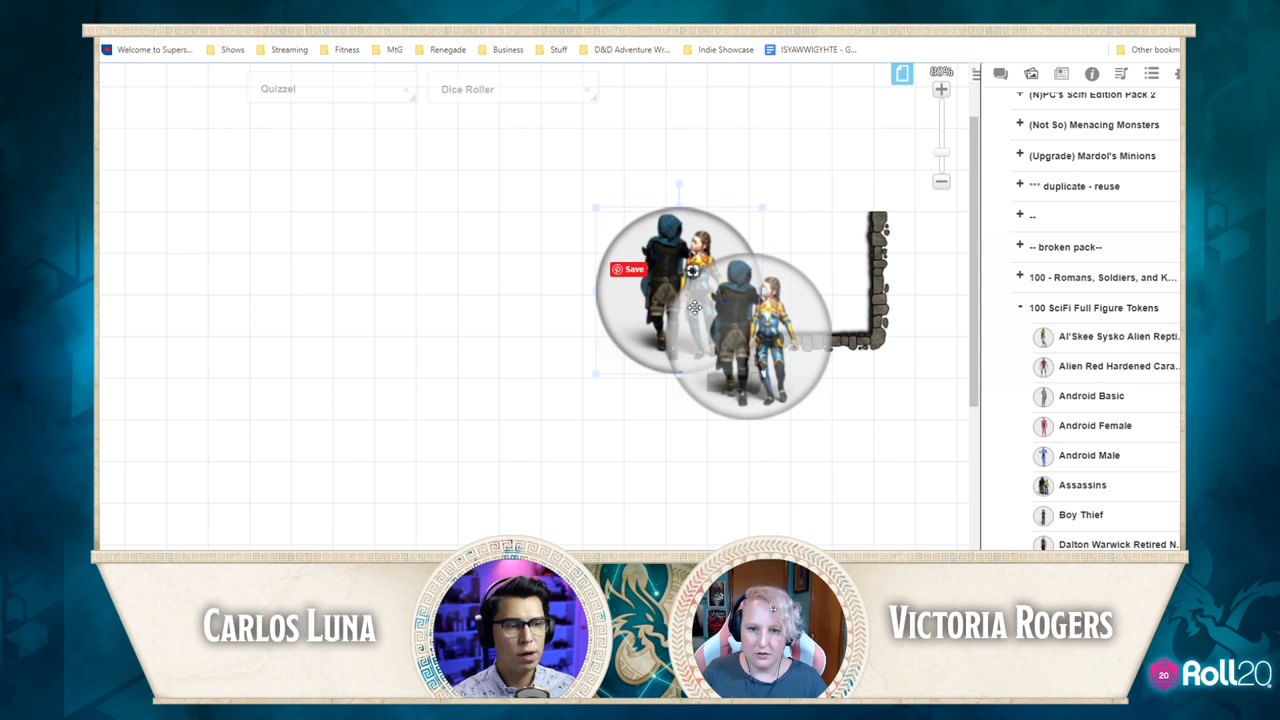 Welcome to Supers...
Shows
Streaming
Fitness
MtG
Renegade
Business
Stuff
D&D Adventure Wr...
Indie Showcase
ISYAWWIGYHTE - G...
Other bookm
Quizzel
Dice Roller
80%
Save
(N)PC's Scifi Edition Pack 2
(Not So) Menacing Monsters
(Upgrade) Mardol's Minions
*** duplicate - reuse
--
-- broken pack--
100 - Romans, Soldiers, and K...
100 SciFi Full Figure Tokens
Al'Skee Sysko Alien Repti.
Alien Red Hardened Cara..
Android Basic
Android Female
Android Male
Assassins
Boy Thief
Dalton Warwick Retired N.
CARLOS LUNA
VICTORIA ROGERS
20
Roll20